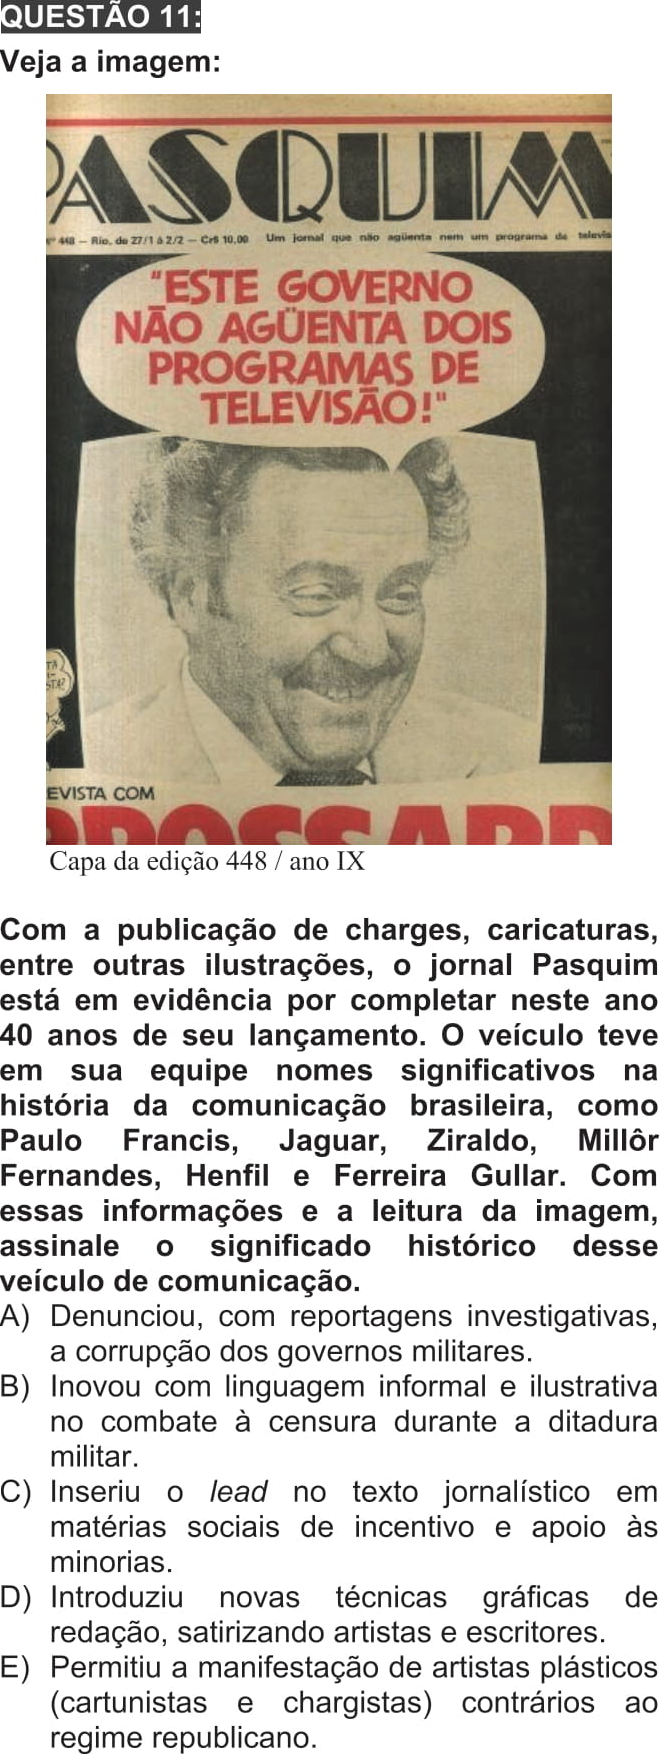 QUESTÃO 11:
Veja a imagem:
PASQUIM
Nº 448 — Rio, de 27/1 à 2/2 — Cr$ 10,00 Um jornal que não agüenta nem um programa de televis
"ESTE GOVERNO
NÃO AGÜENTA DOIS
PROGRAMAS DE
TELEVISÃO!"
EVISTA COM
BROSSARD
Capa da edição 448 / ano IX
Com a publicação de charges, caricaturas,
entre outras ilustrações, o jornal Pasquim
está em evidência por completar neste ano
40 anos de seu lançamento. O veículo teve
em sua equipe nomes significativos na
história da comunicação brasileira, como
Paulo Francis, Jaguar, Ziraldo, Millôr
Fernandes, Henfil e Ferreira Gullar. Com
essas informações e a leitura da imagem,
assinale o significado histórico desse
veículo de comunicação.
A) Denunciou, com reportagens investigativas,
a corrupção dos governos militares.
B) Inovou com linguagem informal e ilustrativa
no combate à censura durante a ditadura
militar.
C) Inseriu o lead no texto jornalístico em
matérias sociais de incentivo e apoio às
minorias.
D) Introduziu novas técnicas gráficas de
redação, satirizando artistas e escritores.
E) Permitiu a manifestação de artistas plásticos
(cartunistas e chargistas) contrários ao
regime republicano.